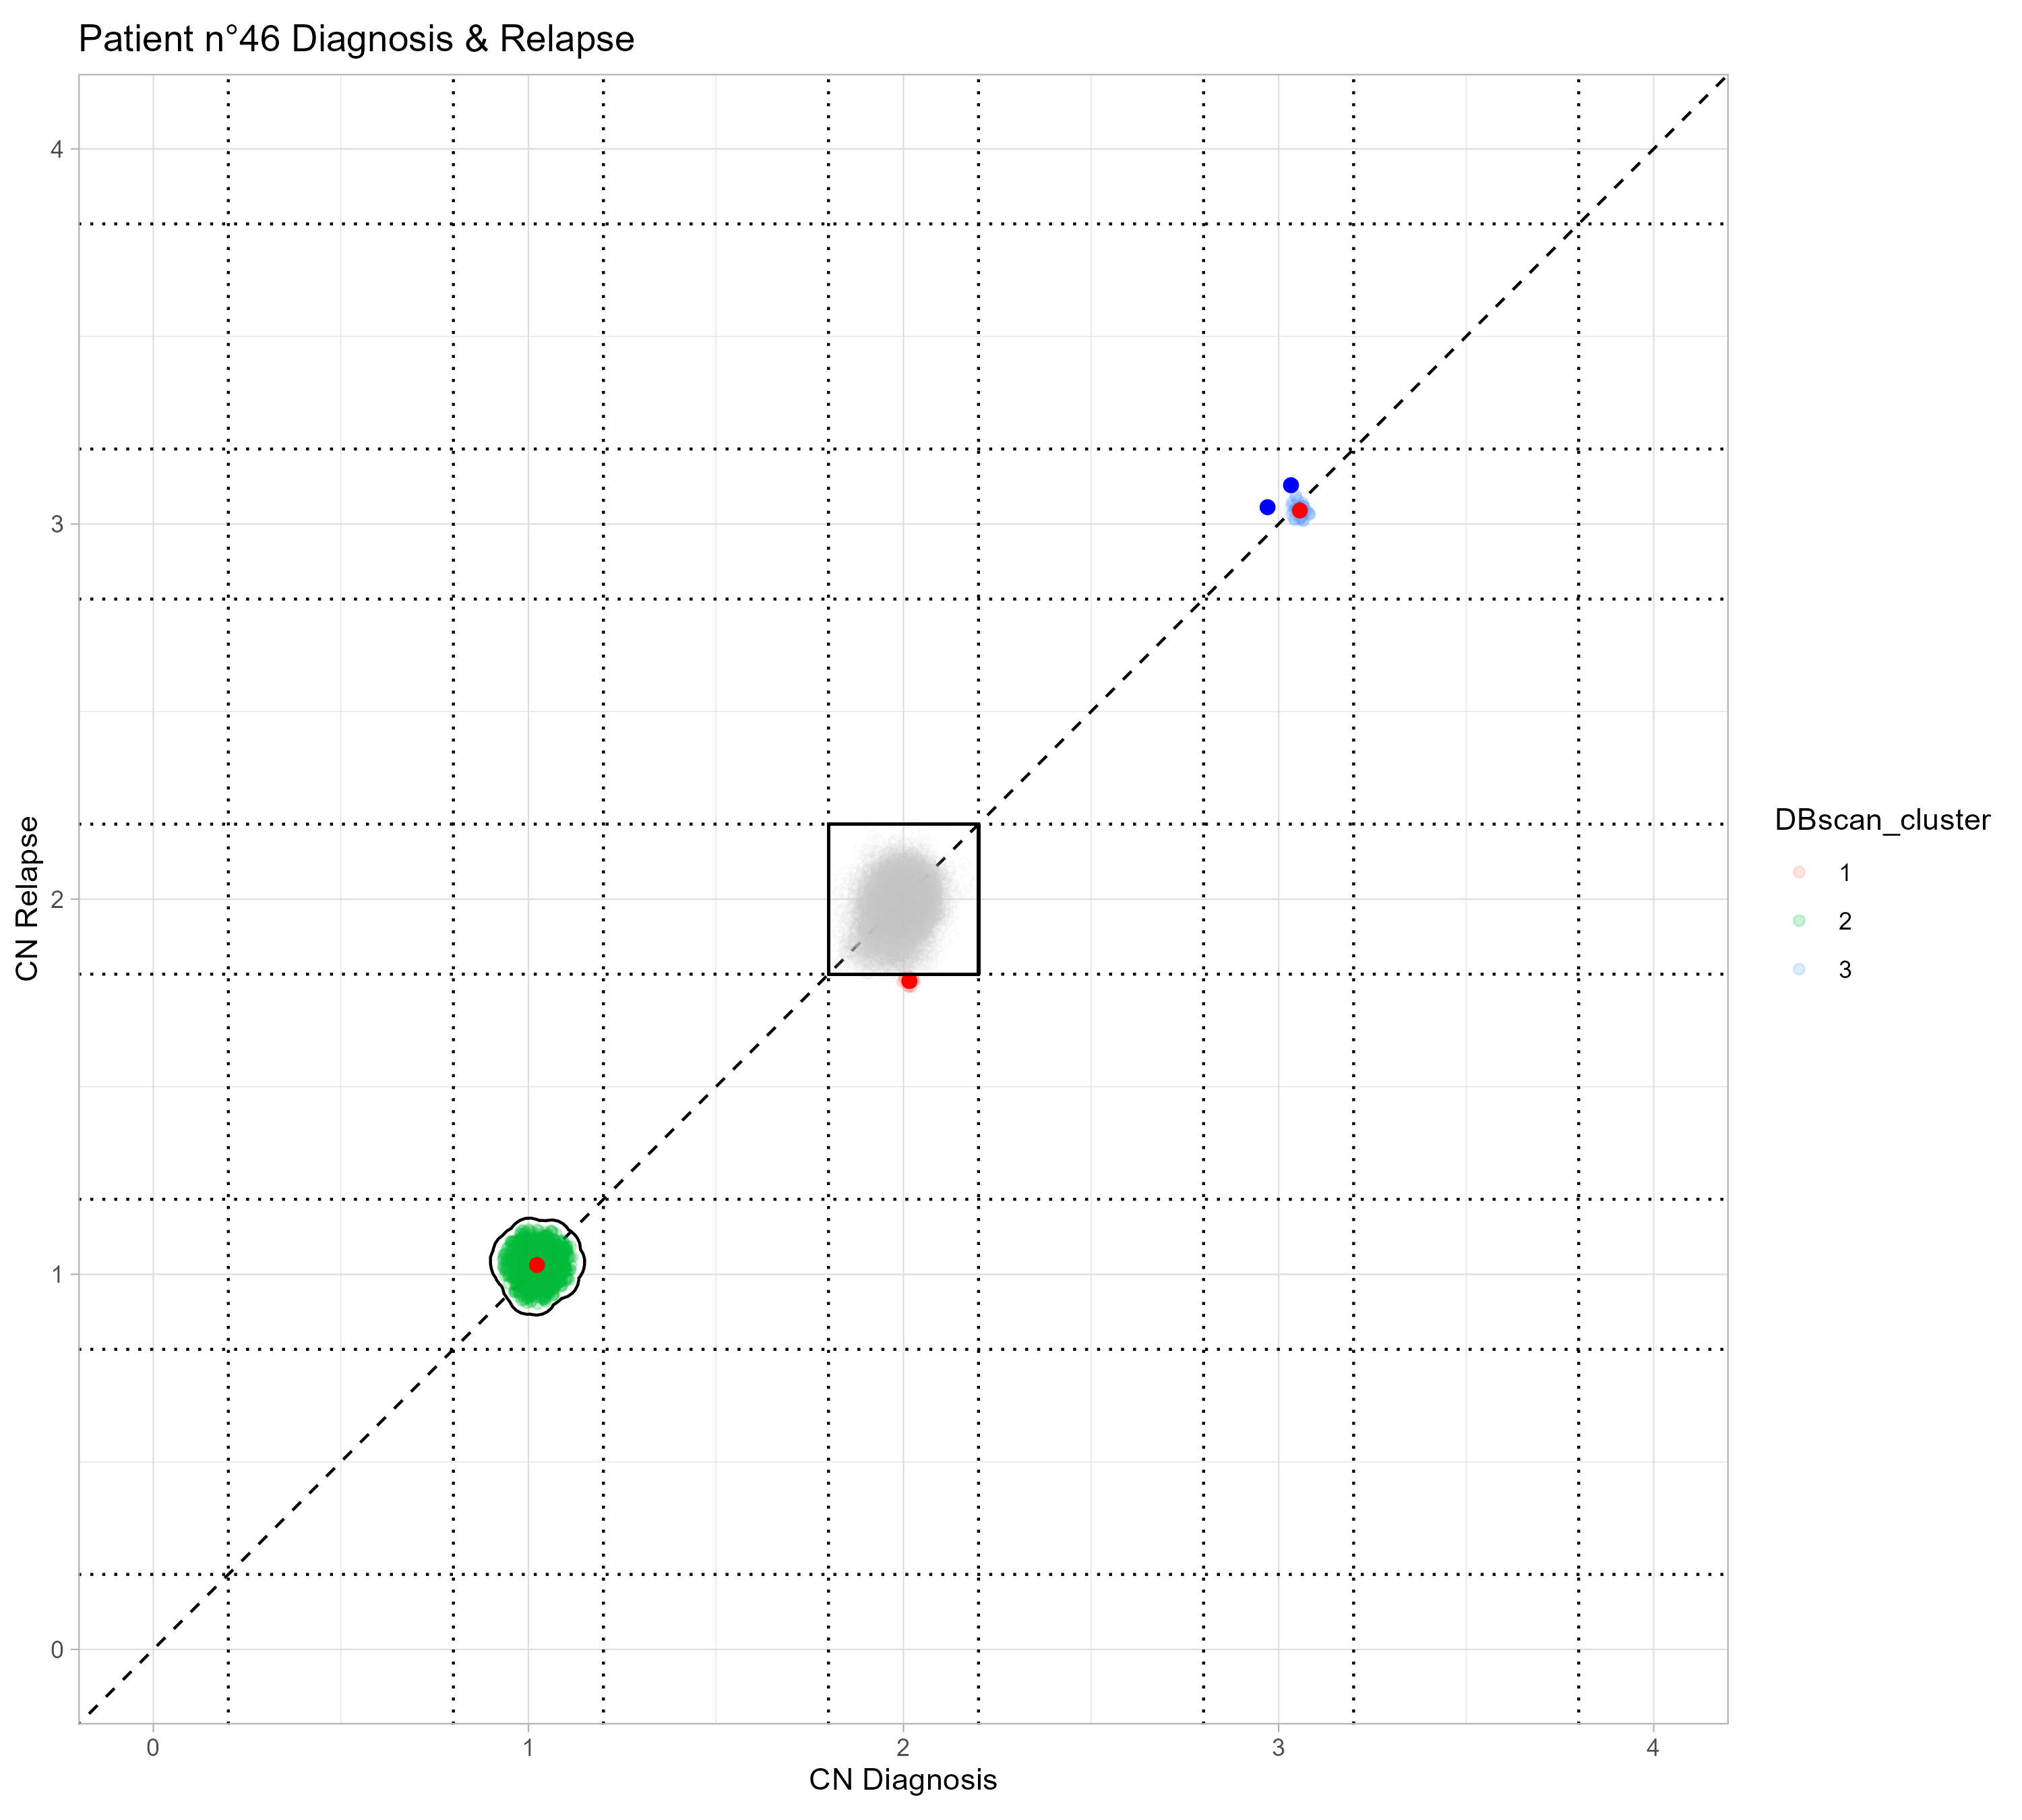 Patient n°46 Diagnosis & Relapse
4
3
2
1
0
CN Relapse
0 1 2 3 4
CN Diagnosis
DBscan_cluster
1
2
3